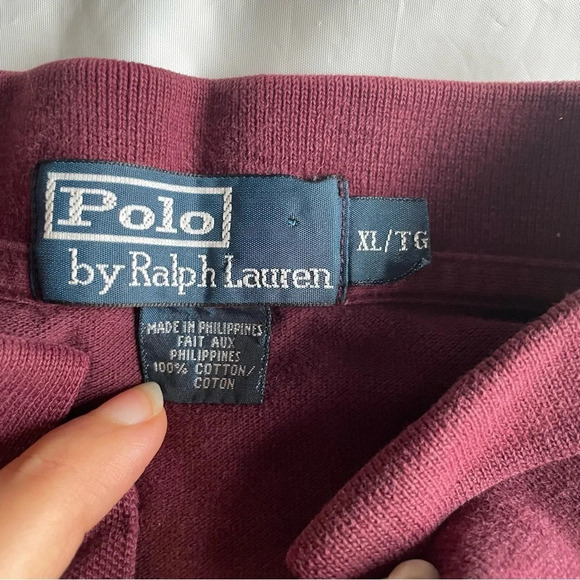 Polo
by Ralph Lauren
XL/TG
MADE IN PHILIPPINES
FAIT AUX
PHILIPPINES
100% COTTON/
COTON